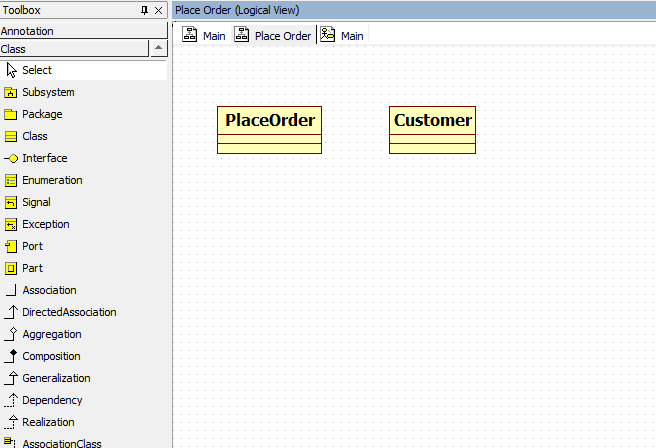 Toolbox
Annotation
Class
Select
Subsystem
Package
Class
Interface
Enumeration
Signal
Exception
Port
Part
Association
DirectedAssociation
Aggregation
Composition
Generalization
Dependency
Realization
AssociationClass
Place Order (Logical View)
Main Place Order Main
PlaceOrder Customer